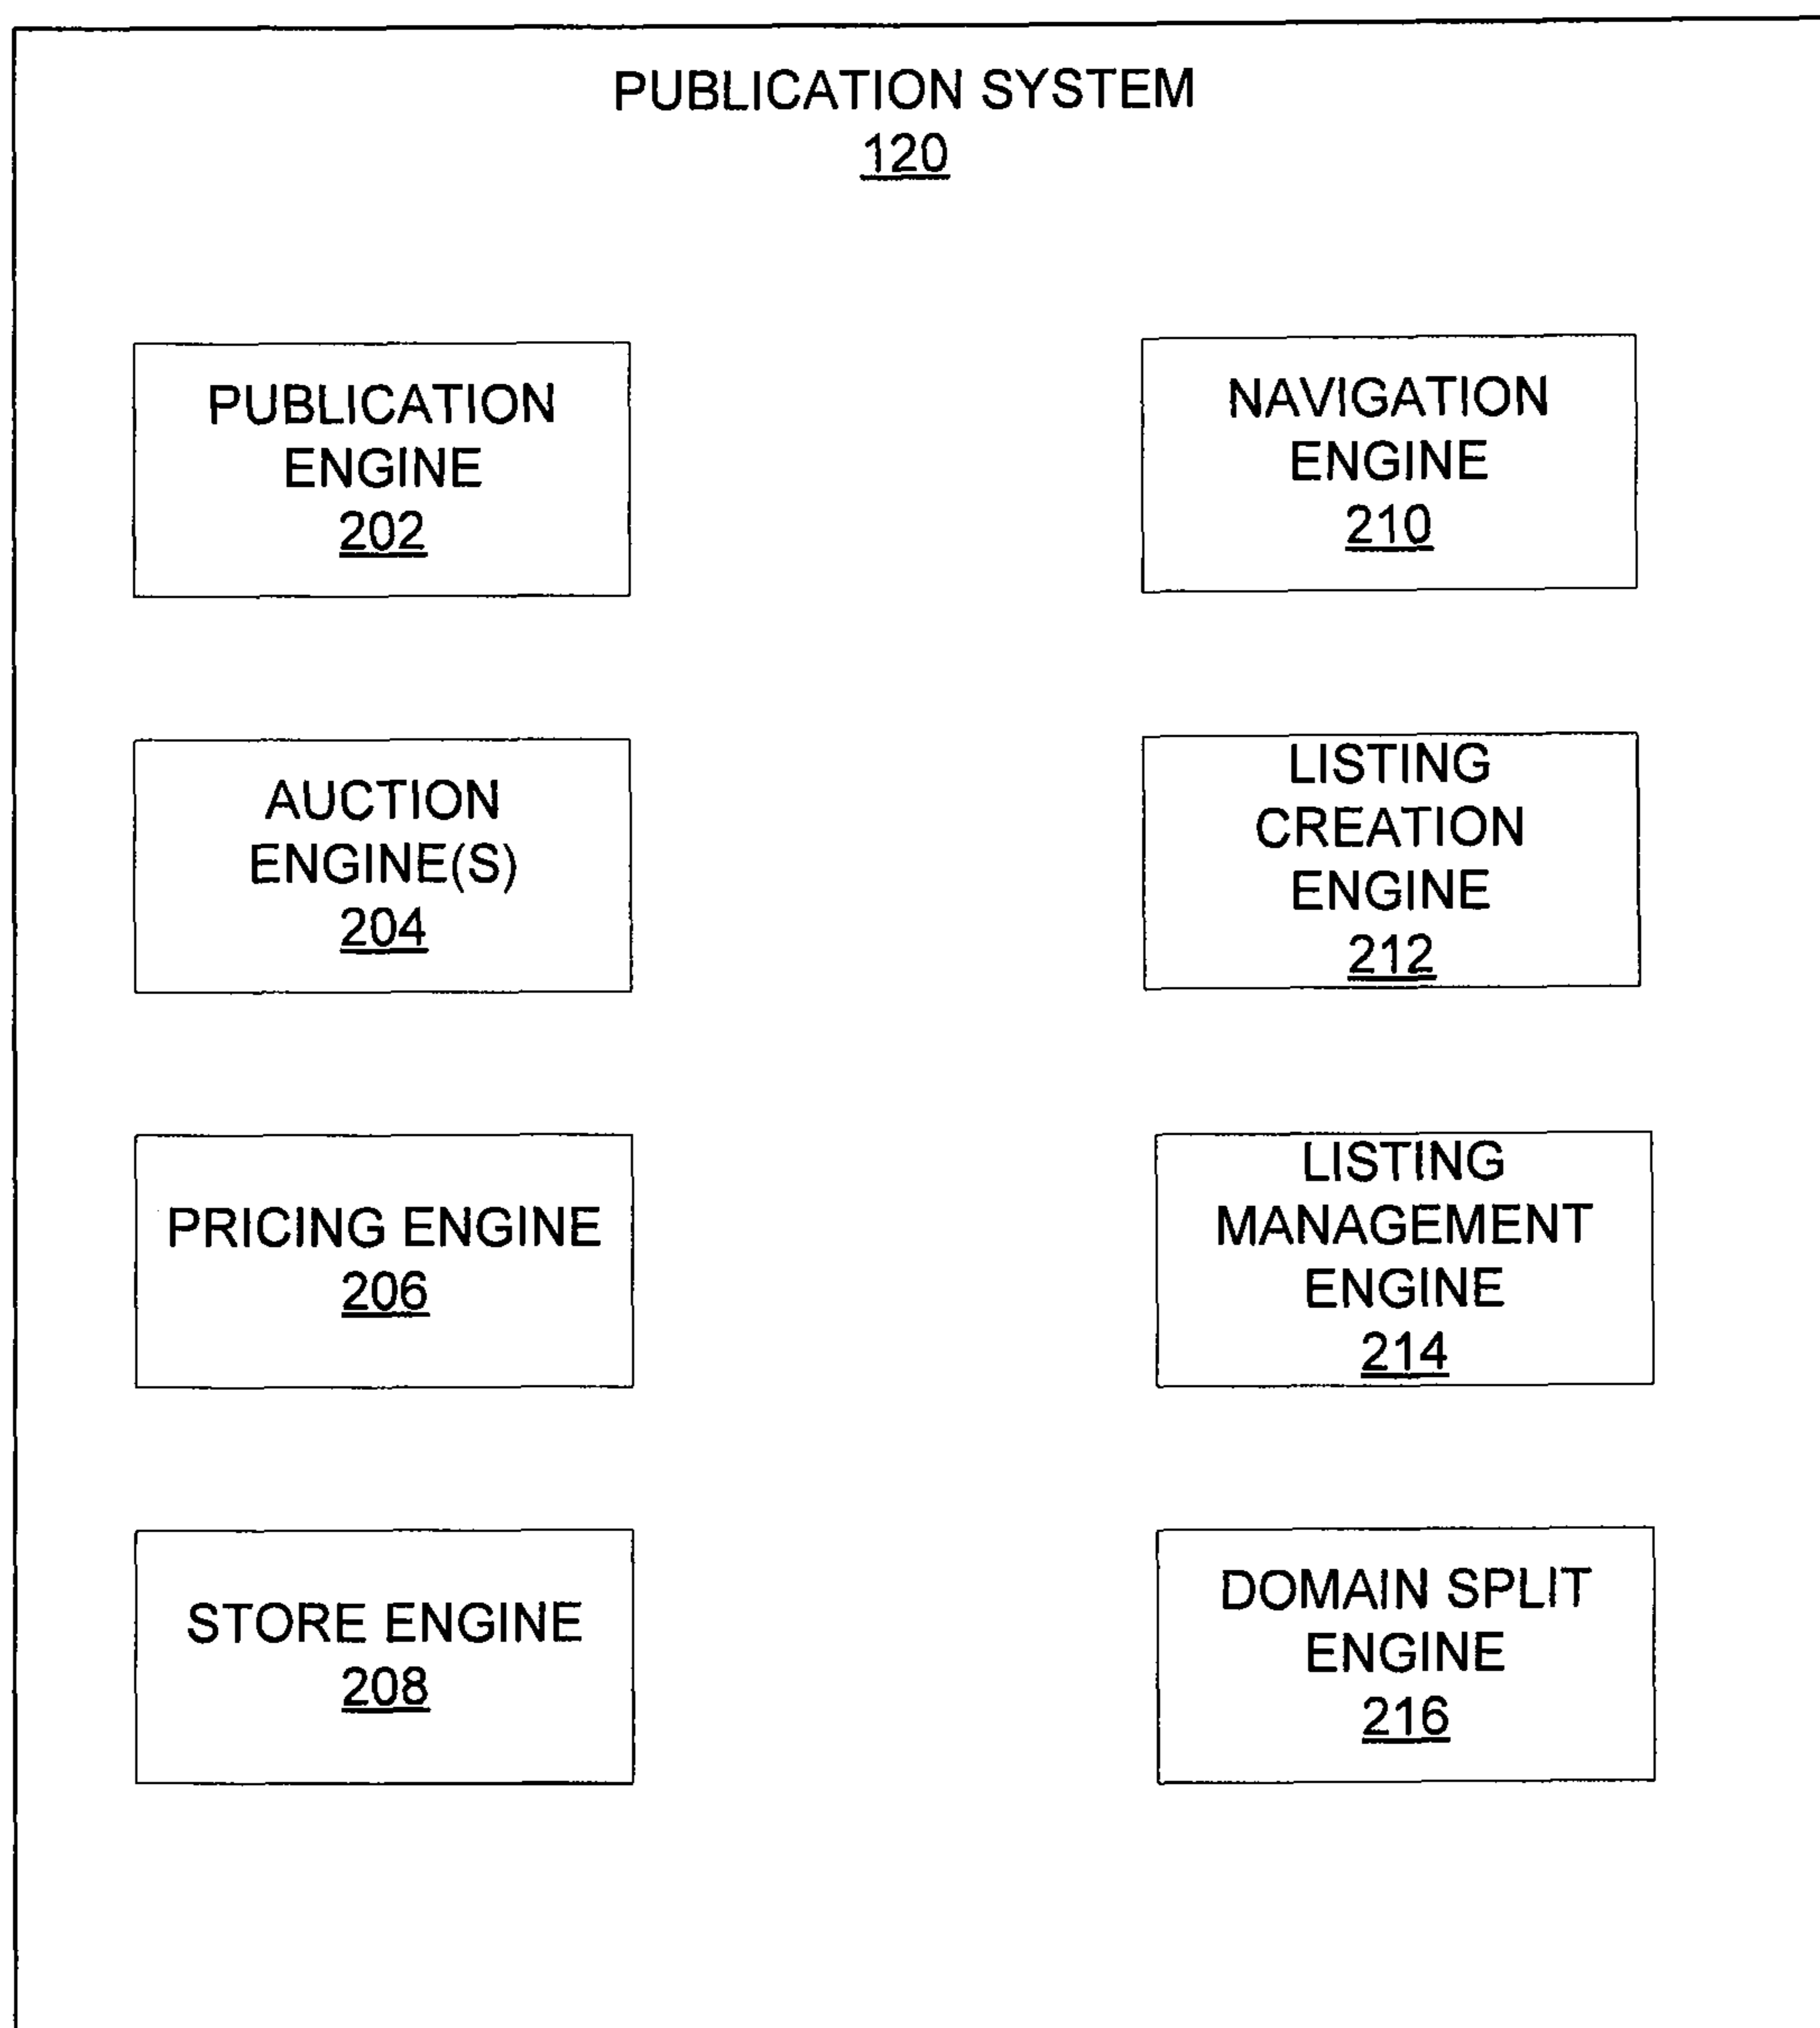 PUBLICATION SYSTEM
120
PUBLICATION
ENGINE
202
NAVIGATION
ENGINE
210
AUCTION
ENGINE(S)
204
LISTING
CREATION
ENGINE
212
PRICING ENGINE
206
LISTING
MANAGEMENT
ENGINE
214
STORE ENGINE
208
DOMAIN SPLIT
ENGINE
216